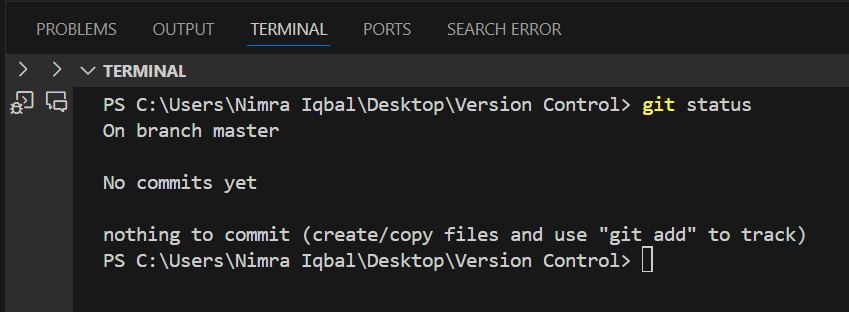 PROBLEMS OUTPUT TERMINAL PORTS SEARCH ERROR
TERMINAL
PS C:\Users\Nimra Iqbal\Desktop\Version Control> git status
On branch master
No commits yet
nothing to commit (create/copy files and use "git add" to track)
PS C:\Users\Nimra Iqbal\Desktop\Version Control>